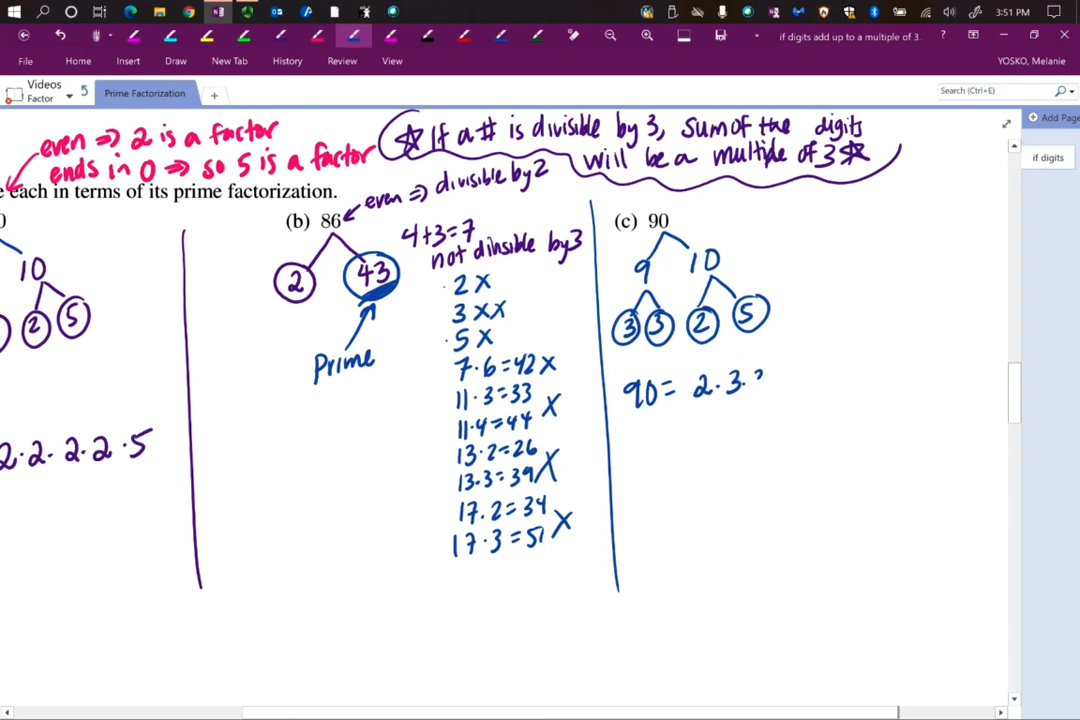 3:51 PM
if digits add up to a multiple of 3..
?
YOSKO, Melanie
File
Home
Insert
Draw
New Tab
History
Review
View
Videos
Factor
Prime Factorization
Search (Ctrl+E)
Add Page
if digits
even => 2 is a factor
ends in 0 => so 5 is a factor
☆ If a # is divisible by 3, sum of the digits
will be a multiple of 3 ☆
e each in terms of its prime factorization.
even => divisible by 2
0
10
2 5
2·2· 2·2 ·5
(b) 86
2 43
Prime
4+3=7
not dinsible by 3
2 X
3 XX
5 X
7·6=42 X
11·3=33
11·4=44 X
13·2=26
13·3=39 X
17·2=34
17·3=51 X
(c) 90
9 10
3 3 2 5
90= 2·3·